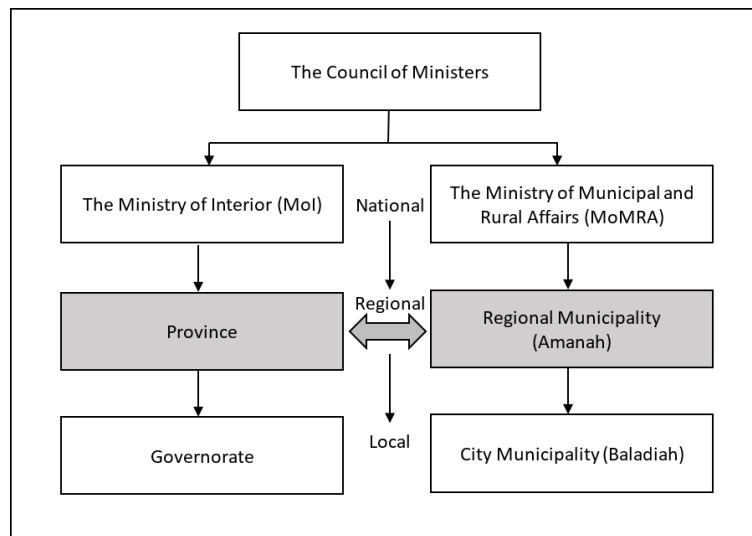 The Council of Ministers
The Ministry of Interior (MoI)
National
The Ministry of Municipal and
Rural Affairs (MoMRA)
Province
Regional
Regional Municipality
(Amanah)
Governorate
Local
City Municipality (Baladiah)